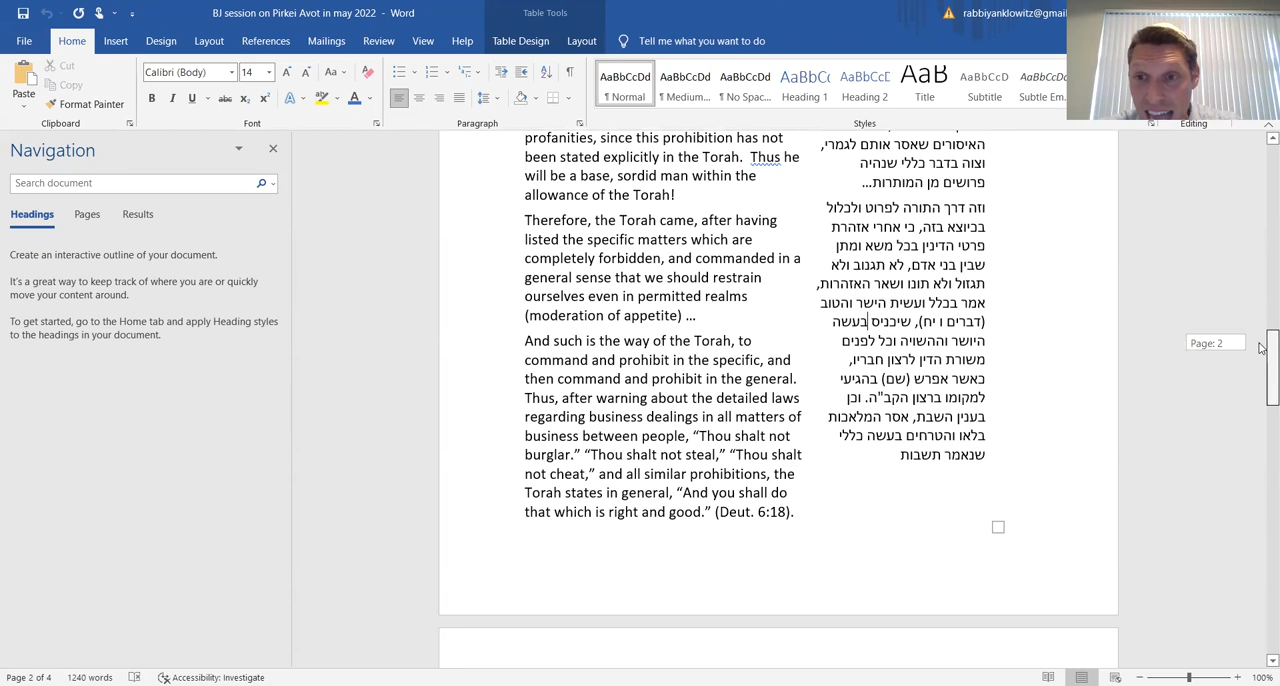 BJ session on Pirkei Avot in may 2022 - Word
Table Tools
rabbiyanklowitz@gmail
File Home Insert Design Layout References Mailings Review View Help Table Design Layout Tell me what you want to do
Paste
Cut
Copy
Format Painter
Clipboard
Calibri (Body) 14
Font
Paragraph
AaBbCcDd AaBbCcDd AaBbCcDd AaBbCc AaBbCcD AaB AaBbCcD AaBbCcDd
¶ Normal ¶ Medium... ¶ No Spac... Heading 1 Heading 2 Title Subtitle Subtle Em...
Styles
Editing
Navigation
Search document
Headings Pages Results
Create an interactive outline of your document.
It's a great way to keep track of where you are or quickly
move your content around.
To get started, go to the Home tab and apply Heading styles
to the headings in your document.
profanities, since this prohibition has not
been stated explicitly in the Torah. Thus he
will be a base, sordid man within the
allowance of the Torah!
Therefore, the Torah came, after having
listed the specific matters which are
completely forbidden, and commanded in a
general sense that we should restrain
ourselves even in permitted realms
(moderation of appetite) ...
And such is the way of the Torah, to
command and prohibit in the specific, and
then command and prohibit in the general.
Thus, after warning about the detailed laws
regarding business dealings in all matters of
business between people, “Thou shalt not
burglar.” “Thou shalt not steal,” “Thou shalt
not cheat,” and all similar prohibitions, the
Torah states in general, “And you shall do
that which is right and good.” (Deut. 6:18).
האיסורים שאסר אותם לגמרי,
וצוה בדבר כללי שנהיה
פרושים מן המותרות...
וזה דרך התורה לפרוט ולכלול
בכיוצא בזה, כי אחרי אזהרת
פרטי הדינין בכל משא ומתן
שבין בני אדם, לא תגנוב ולא
תגזול ולא תונו ושאר האזהרות,
אמר בכלל ועשית הישר והטוב
(דברים ו יח), שיכניס בעשה
היושר וההשויה וכל לפנים
משורת הדין לרצון חבריו,
כאשר אפרש (שם) בהגיעי
למקומו ברצון הקב"ה. וכן
בענין השבת, אסר המלאכות
בלאו והטרחים בעשה כללי
שנאמר תשבות
Page: 2
Page 2 of 4 1240 words Accessibility: Investigate 100%